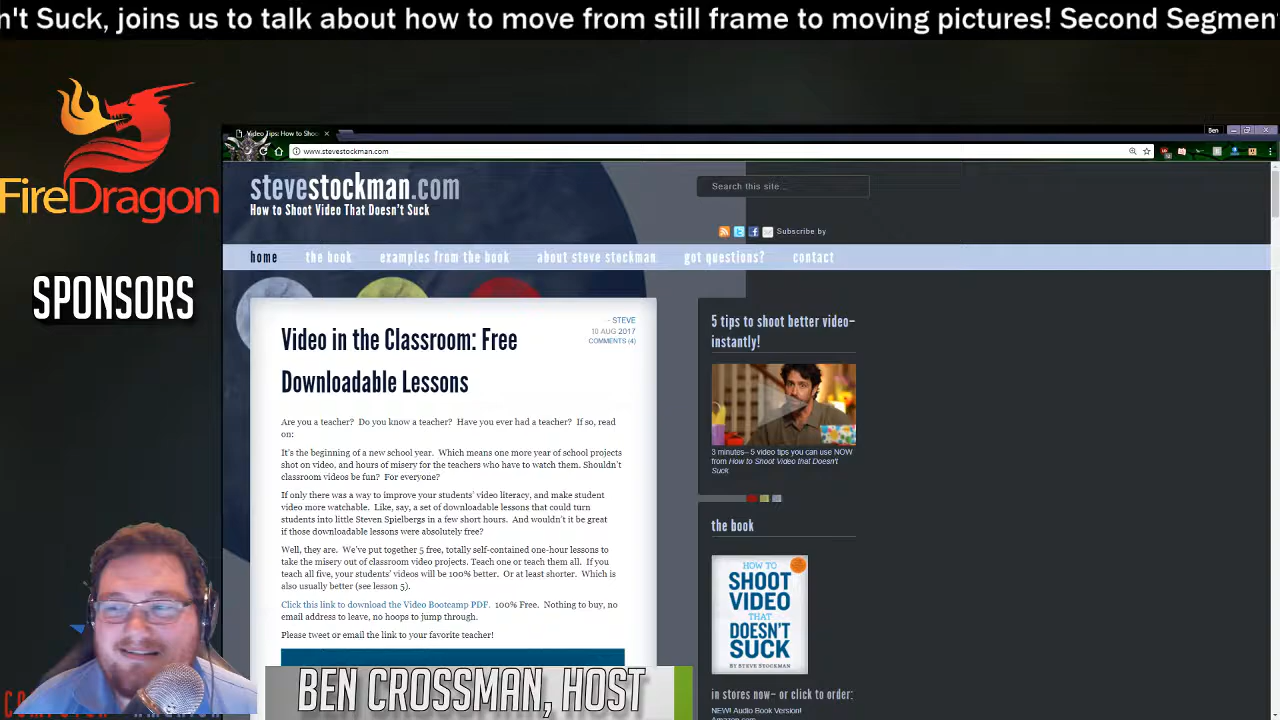 n't Suck, joins us to talk about how to move from still frame to moving pictures! Second Segmen
FireDragon
SPONSORS
Video Tips: How to Shoo
Ben
www.stevestockman.com
stevestockman.com
How to Shoot Video That Doesn't Suck
Search this site...
Subscribe by
home the book examples from the book about steve stockman got questions? contact
- STEVE
10 AUG 2017
COMMENTS (4)
Video in the Classroom: Free
Downloadable Lessons
Are you a teacher? Do you know a teacher? Have you ever had a teacher? If so, read
on:
It's the beginning of a new school year. Which means one more year of school projects
shot on video, and hours of misery for the teachers who have to watch them. Shouldn't
classroom videos be fun? For everyone?
If only there was a way to improve your students' video literacy, and make student
video more watchable. Like, say, a set of downloadable lessons that could turn
students into little Steven Spielbergs in a few short hours. And wouldn't it be great
if those downloadable lessons were absolutely free?
Well, they are. We've put together 5 free, totally self-contained one-hour lessons to
take the misery out of classroom video projects. Teach one or teach them all. If you
teach all five, your students' videos will be 100% better. Or at least shorter. Which is
also usually better (see lesson 5).
Click this link to download the Video Bootcamp PDF. 100% Free. Nothing to buy, no
email address to leave, no hoops to jump through.
Please tweet or email the link to your favorite teacher!
5 tips to shoot better video–
instantly!
3 minutes– 5 video tips you can use NOW
from How to Shoot Video that Doesn't
Suck
the book
HOW TO
SHOOT
VIDEO
THAT
DOESN'T
SUCK
BY STEVE STOCKMAN
in stores now– or click to order:
NEW! Audio Book Version!
Amazon.com
BEN CROSSMAN, HOST